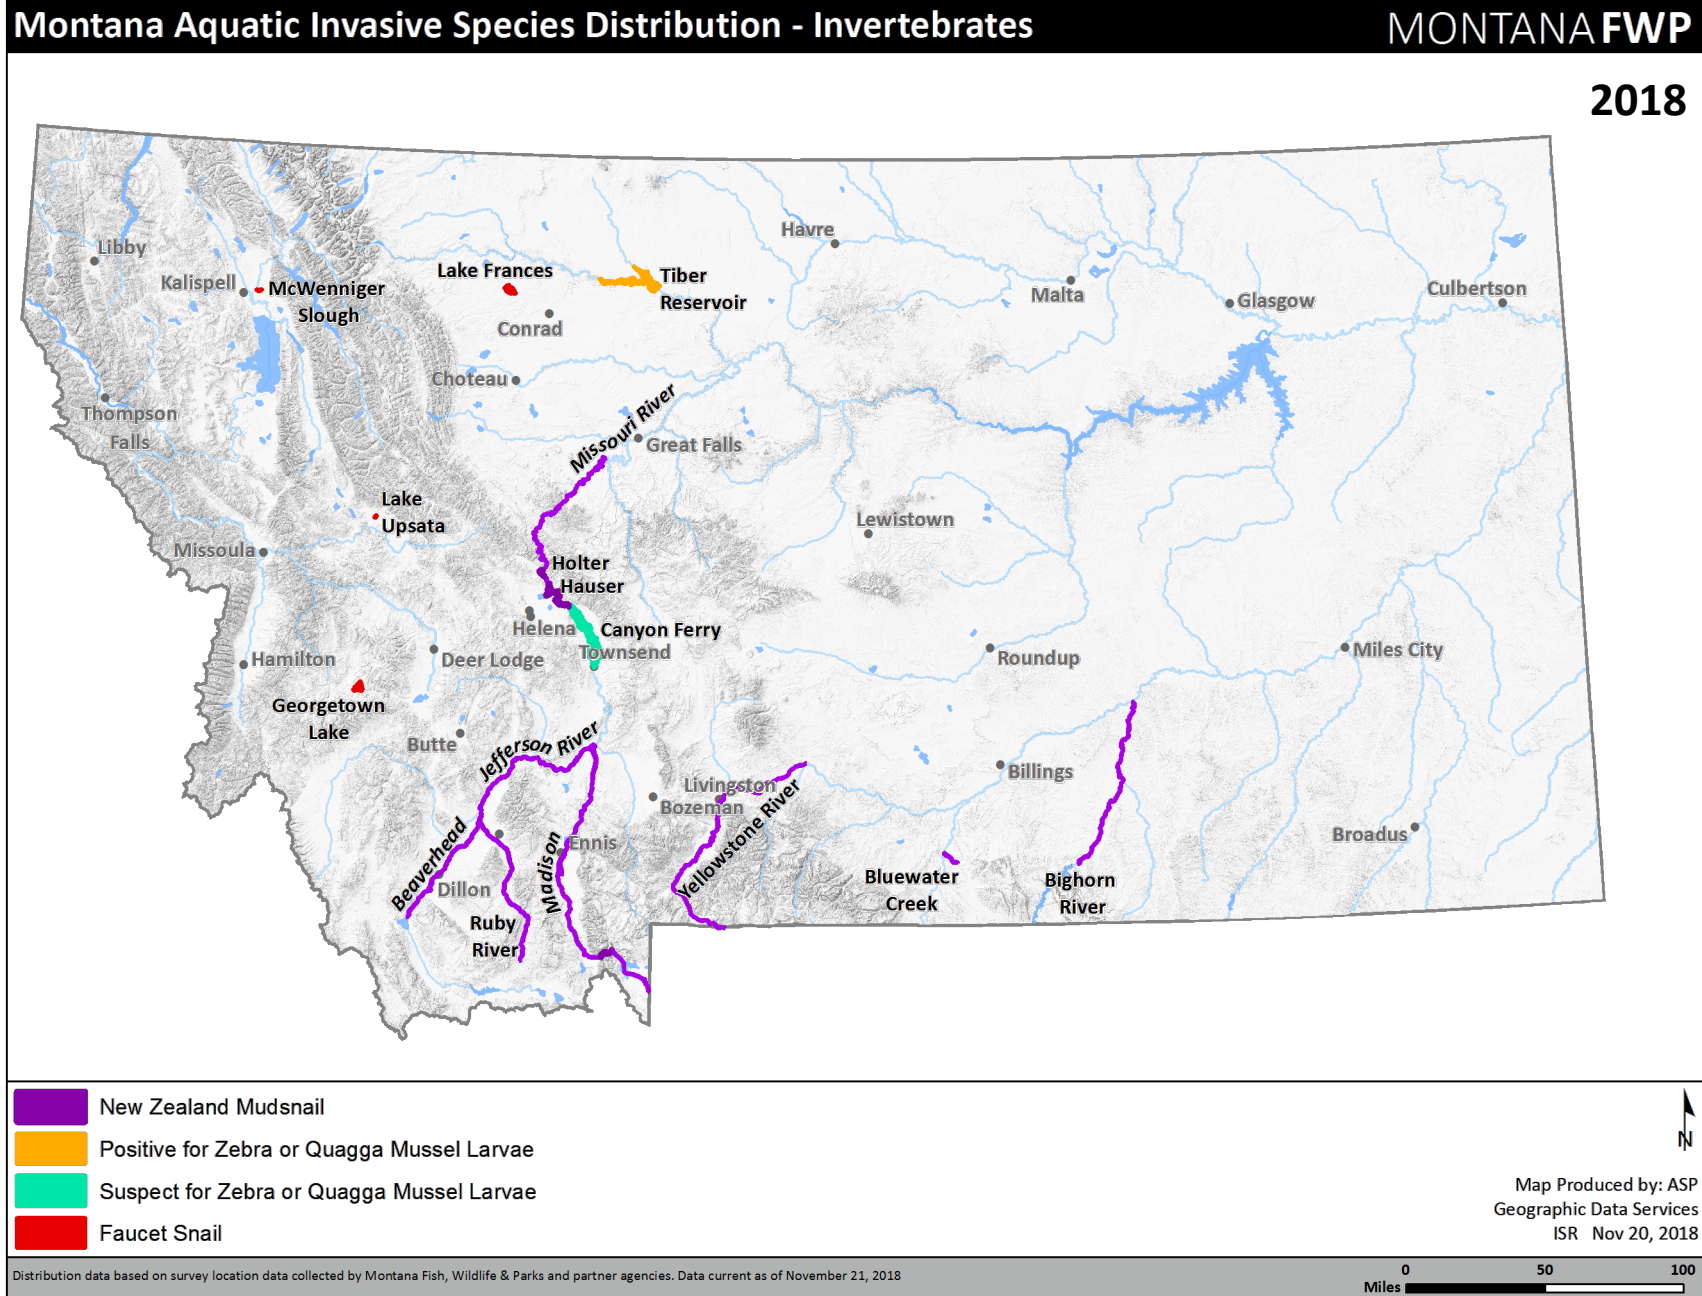 Montana Aquatic Invasive Species Distribution - Invertebrates
MONTANA FWP
2018
Libby
Kalispell
McWenniger
Slough
Lake Frances
Conrad
Tiber
Reservoir
Havre
Malta
Glasgow
Culbertson
Choteau
Thompson
Falls
Missouri River
Great Falls
Lake
Upsata
Missoula
Lewistown
Holter
Hauser
Helena
Canyon Ferry
Townsend
Hamilton
Deer Lodge
Georgetown
Lake
Butte
Roundup
Miles City
Jefferson River
Livingston
Bozeman
Yellowstone River
Billings
Beaverhead
Dillon
Madison
Ennis
Ruby
River
Bluewater
Creek
Bighorn
River
Broadus
New Zealand Mudsnail
Positive for Zebra or Quagga Mussel Larvae
Suspect for Zebra or Quagga Mussel Larvae
Faucet Snail
N
Map Produced by: ASP
Geographic Data Services
ISR Nov 20, 2018
Distribution data based on survey location data collected by Montana Fish, Wildlife & Parks and partner agencies. Data current as of November 21, 2018
0 50 100
Miles